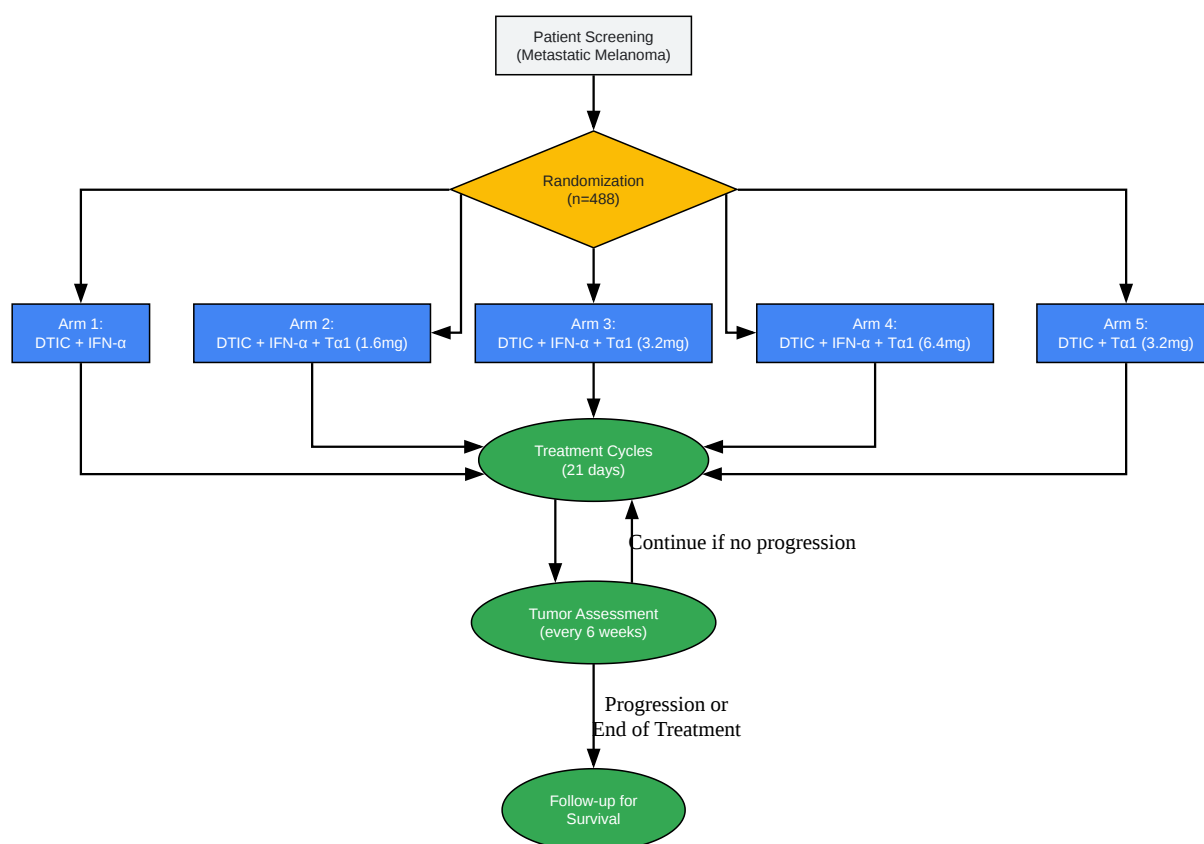 Patient Screening
(Metastatic Melanoma)
Randomization
(n=488)
Arm 1:
DTIC + IFN-α
Arm 2:
DTIC + IFN-α + Tα1 (1.6mg)
Arm 3:
DTIC + IFN-α + Tα1 (3.2mg)
Arm 4:
DTIC + IFN-α + Tα1 (6.4mg)
Arm 5:
DTIC + Tα1 (3.2mg)
Treatment Cycles
(21 days)
Continue if no progression
Tumor Assessment
(every 6 weeks)
Progression or
End of Treatment
Follow-up for
Survival